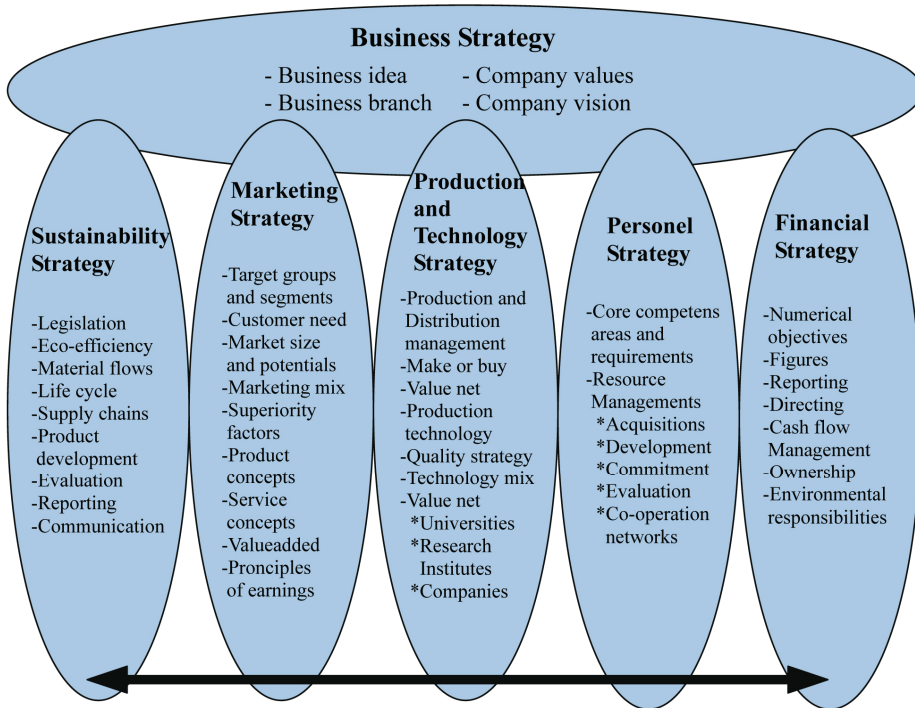 Business Strategy
- Business idea
- Business branch
- Company values
- Company vision
Sustainability
Strategy
-Legislation
-Eco-efficiency
-Material flows
-Life cycle
-Supply chains
-Product
development
-Evaluation
-Reporting
-Communication
Marketing
Strategy
-Target groups
and segments
-Customer need
-Market size
and potentials
-Marketing mix
-Superiority
factors
-Product
concepts
-Service
concepts
-Valueadded
-Pronciples
of earnings
Production
and
Technology
Strategy
-Production and
Distribution
management
-Make or buy
-Value net
-Production
technology
-Quality strategy
-Technology mix
-Value net
*Universities
*Research
Institutes
*Companies
Personel
Strategy
-Core competens
areas and
requirements
-Resource
Managements
*Acquisitions
*Development
*Commitment
*Evaluation
*Co-operation
networks
Financial
Strategy
-Numerical
objectives
-Figures
-Reporting
-Directing
-Cash flow
Management
-Ownership
-Environmental
responsibilities